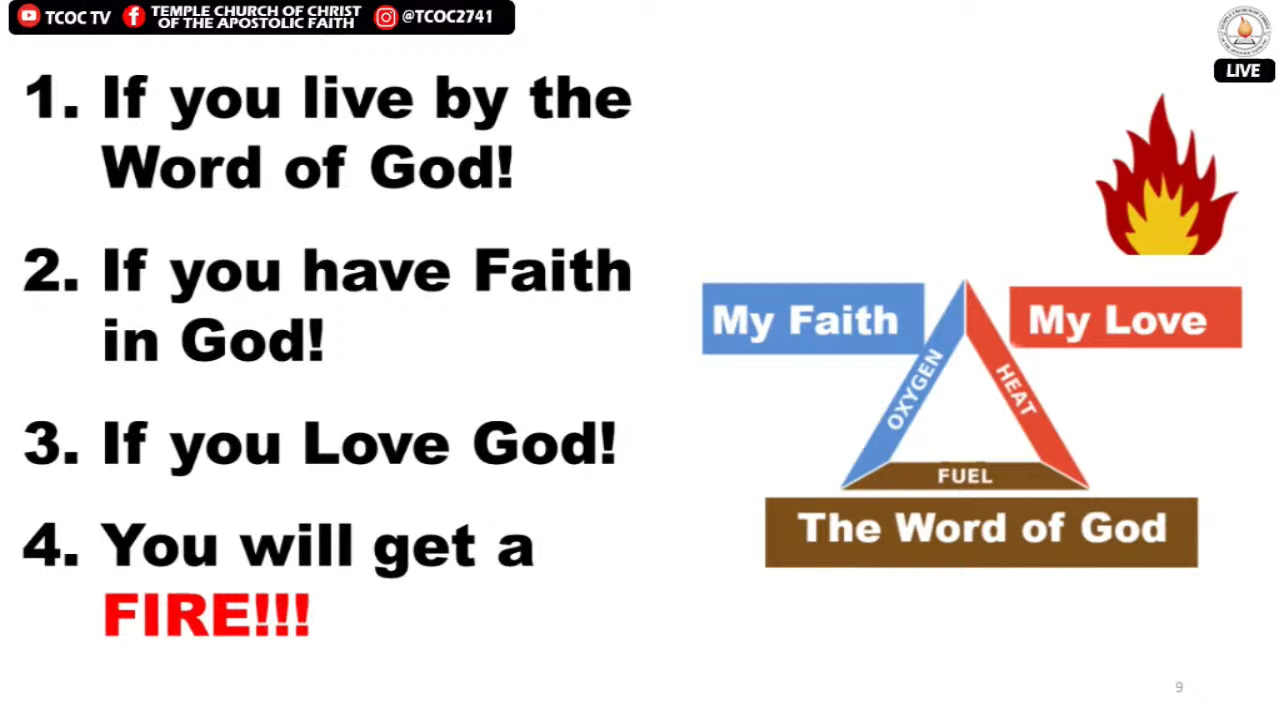 TCOC TV
TEMPLE CHURCH OF CHRIST
OF THE APOSTOLIC FAITH
@TCOC2741
LIVE
1. If you live by the
Word of God!
2. If you have Faith
in God!
3. If you Love God!
4. You will get a
FIRE!!!
My Faith
My Love
OXYGEN
HEAT
FUEL
The Word of God
9